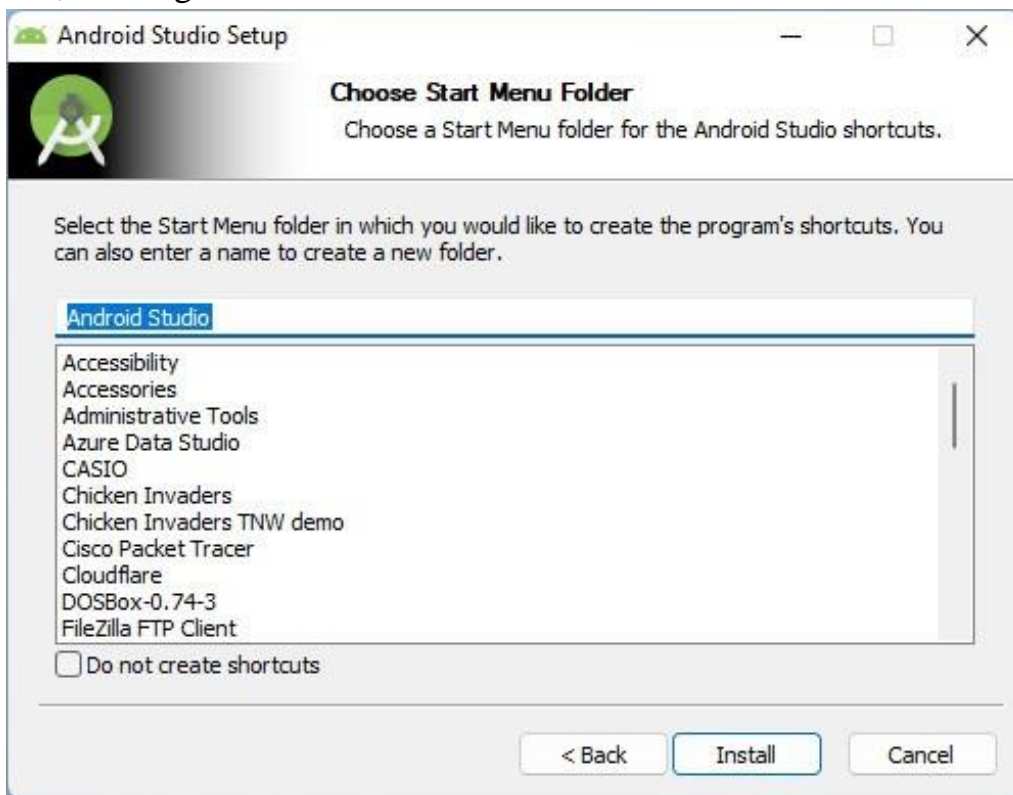 Android Studio Setup
Choose Start Menu Folder
Choose a Start Menu folder for the Android Studio shortcuts.
Select the Start Menu folder in which you would like to create the program's shortcuts. You
can also enter a name to create a new folder.
Android Studio
Accessibility
Accessories
Administrative Tools
Azure Data Studio
CASIO
Chicken Invaders
Chicken Invaders TNW demo
Cisco Packet Tracer
Cloudflare
DOSBox-0.74-3
FileZilla FTP Client
Do not create shortcuts
< Back
Install
Cancel